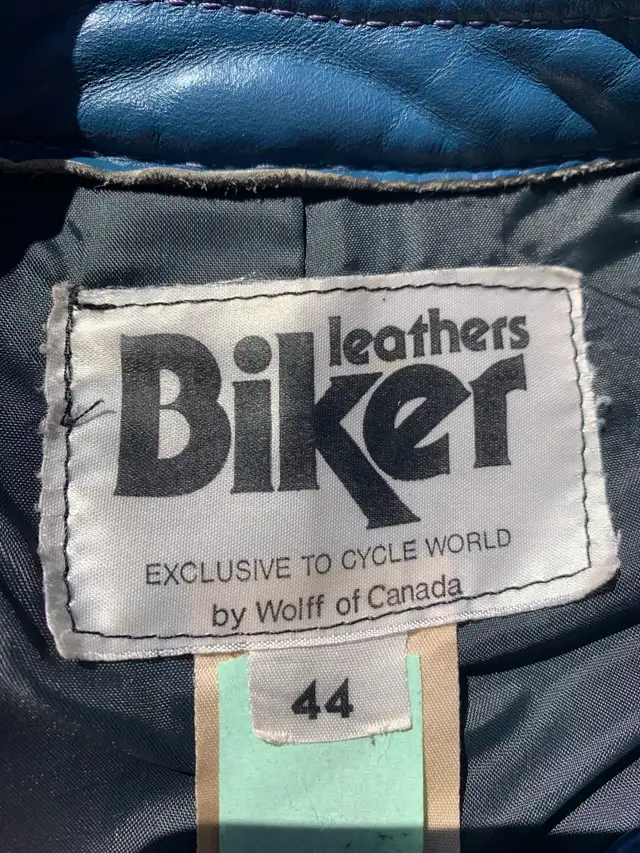 leathers
Biker
EXCLUSIVE TO CYCLE WORLD
by Wolff of Canada
44